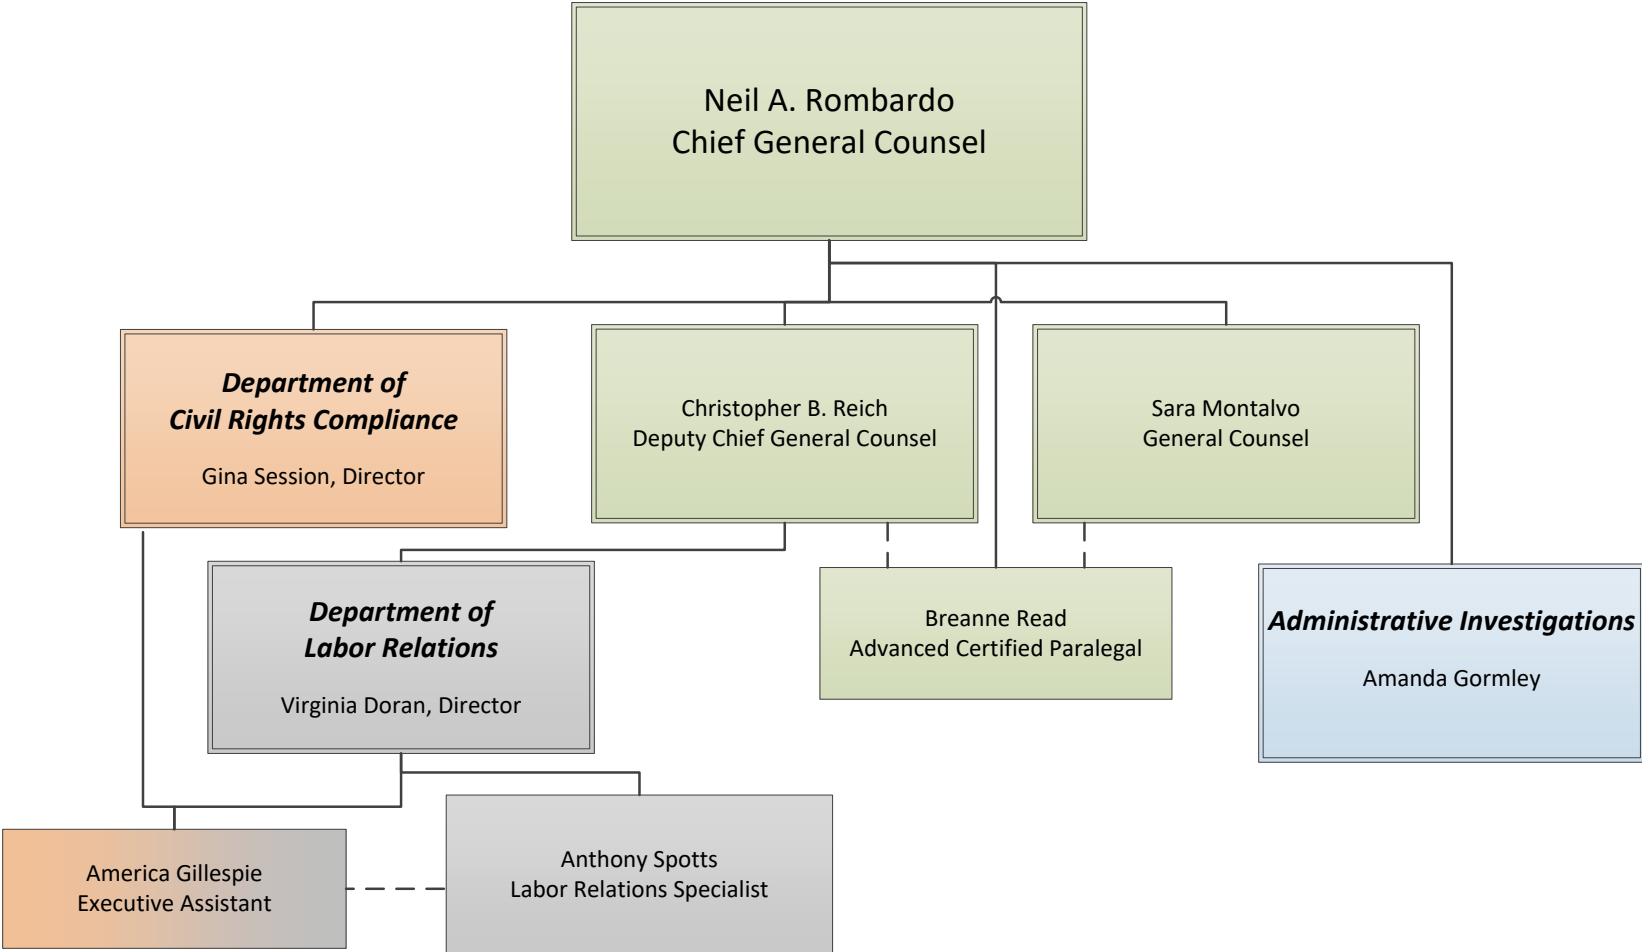 Neil A. Rombardo
Chief General Counsel
Department of
Civil Rights Compliance
Gina Session, Director
Christopher B. Reich
Deputy Chief General Counsel
Sara Montalvo
General Counsel
Department of
Labor Relations
Virginia Doran, Director
Breanne Read
Advanced Certified Paralegal
Administrative Investigations
Amanda Gormley
America Gillespie
Executive Assistant
Anthony Spotts
Labor Relations Specialist